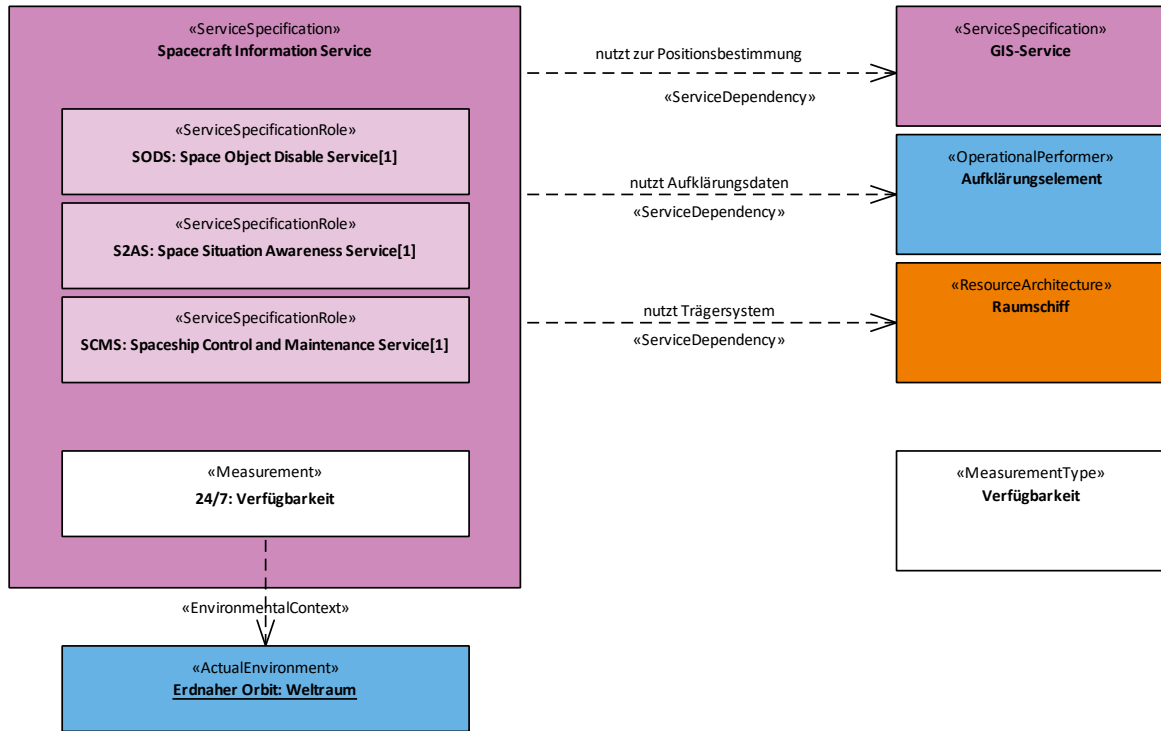 «ServiceSpecification»
Spacecraft Information Service
«ServiceSpecificationRole»
SODS: Space Object Disable Service[1]
«ServiceSpecificationRole»
S2AS: Space Situation Awareness Service[1]
«ServiceSpecificationRole»
SCMS: Spaceship Control and Maintenance Service[1]
«Measurement»
24/7: Verfügbarkeit
«EnvironmentalContext»
«ActualEnvironment»
Erdnaher Orbit: Weltraum
nutzt zur Positionsbestimmung
«ServiceDependency»
nutzt Aufklärungsdaten
«ServiceDependency»
nutzt Trägersystem
«ServiceDependency»
«ServiceSpecification»
GIS-Service
«OperationalPerformer»
Aufklärungselement
«ResourceArchitecture»
Raumschiff
«MeasurementType»
Verfügbarkeit